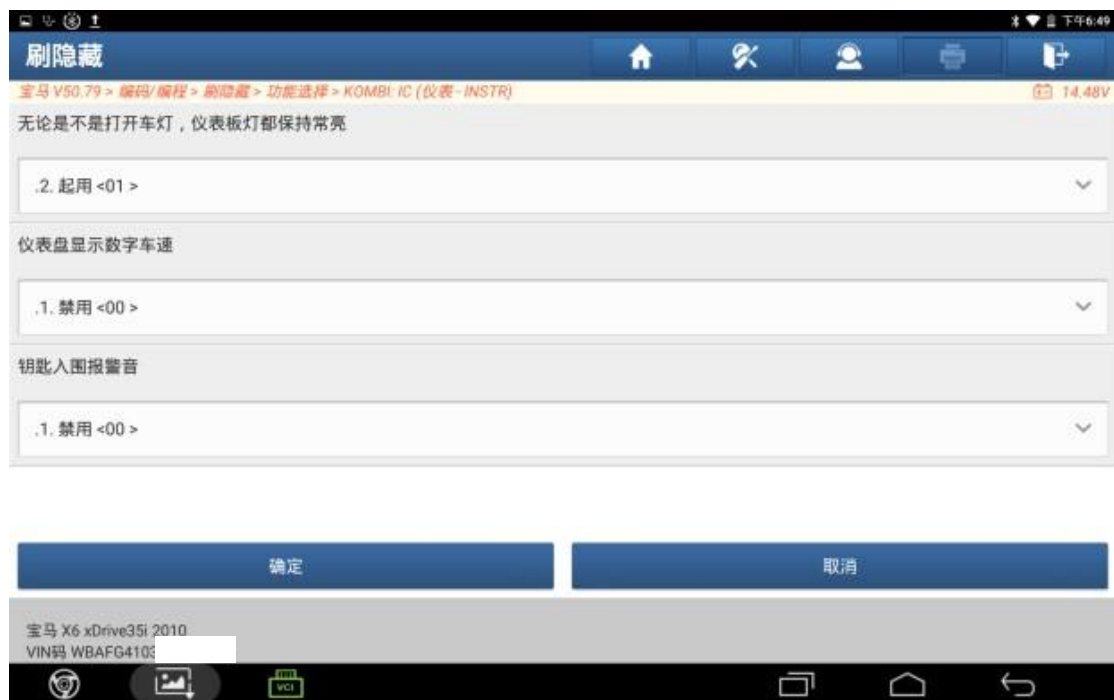 下午6:49
刷隐藏
宝马 V50.79 > 编码/编程 > 刷隐藏 > 功能选择 > KOMBI: IC (仪表-INSTR)
14.48V
无论是不是打开车灯，仪表板灯都保持常亮
.2. 起用 <01 >
仪表盘显示数字车速
.1. 禁用 <00 >
钥匙入围报警音
.1. 禁用 <00 >
确定
取消
宝马 X6 xDrive35i 2010
VIN码 WBAFG4103
VCI